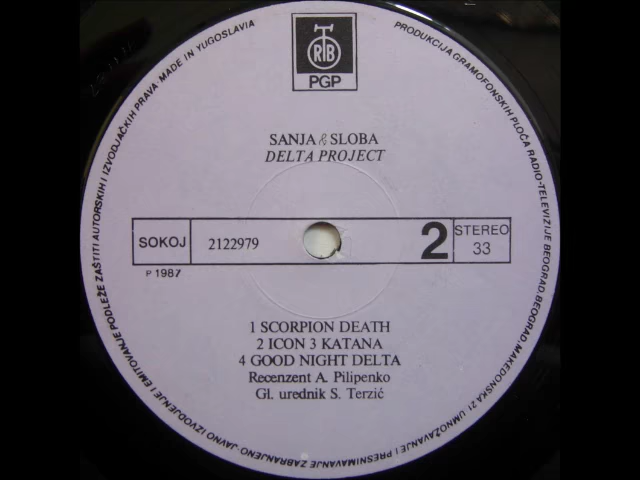 RTB
PGP
PRODUKCIJA GRAMOFONSKIH PLOČA RADIO-TELEVIZIJE BEOGRAD, BEOGRAD, MAKEDONSKA 21. UMNOŽAVANJE I PRESNIMAVANJE ZABRANJENO. JAVNO IZVODJENJE I EMITOVANJE PODLEŽE ZAŠTITI AUTORSKIH I IZVODJAČKIH PRAVA · MADE IN YUGOSLAVIA
SANJA & SLOBA
DELTA PROJECT
SOKOJ 2122979 2 STEREO 33
P 1987
1 SCORPION DEATH
2 ICON 3 KATANA
4 GOOD NIGHT DELTA
Recenzent A. Pilipenko
Gl. urednik S. Terzić